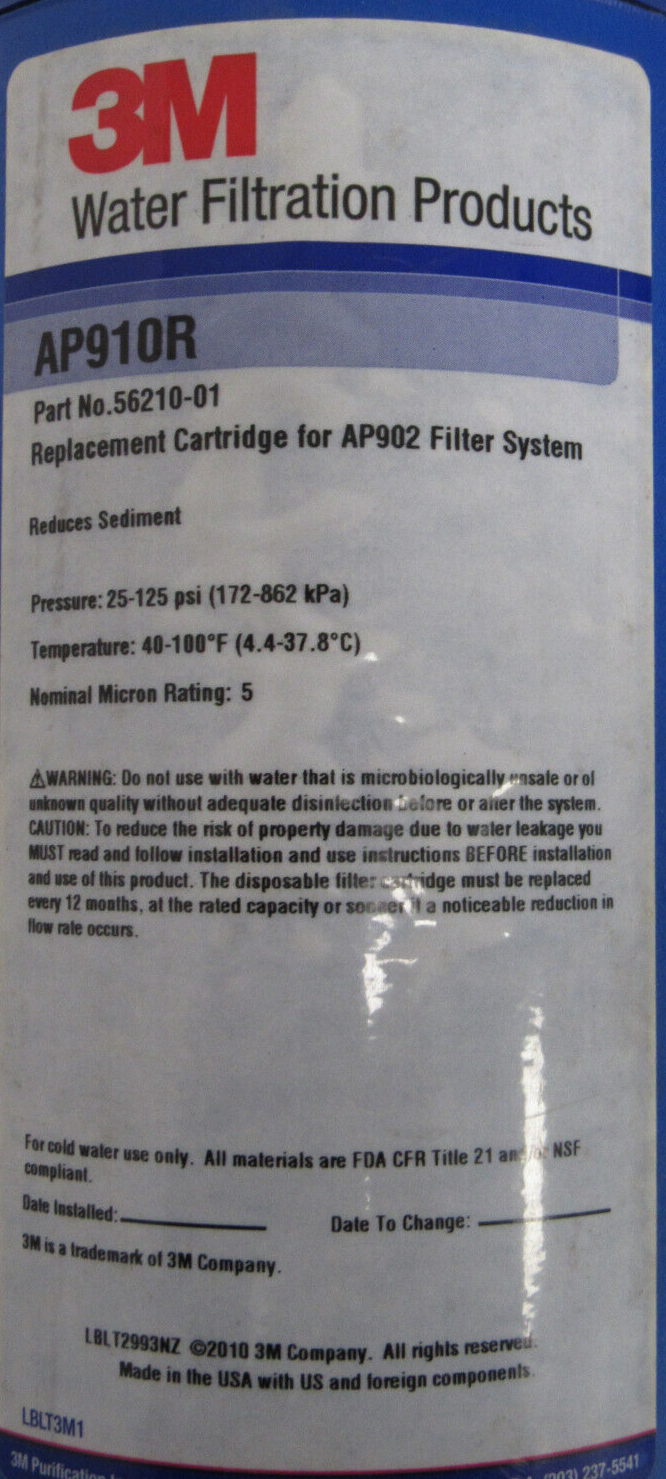 3M
Water Filtration Products
AP910R
Part No.56210-01
Replacement Cartridge for AP902 Filter System
Reduces Sediment
Pressure: 25-125 psi (172-862 kPa)
Temperature: 40-100°F (4.4-37.8°C)
Nominal Micron Rating: 5
⚠WARNING: Do not use with water that is microbiologically unsafe or of
unknown quality without adequate disinfection before or after the system.
CAUTION: To reduce the risk of property damage due to water leakage you
MUST read and follow installation and use instructions BEFORE installation
and use of this product. The disposable filter cartridge must be replaced
every 12 months, at the rated capacity or sooner if a noticeable reduction in
flow rate occurs.
For cold water use only. All materials are FDA CFR Title 21 and/or NSF
compliant.
Date Installed: Date To Change:
3M is a trademark of 3M Company.
LBLT2993NZ ©2010 3M Company. All rights reserved.
Made in the USA with US and foreign components.
LBLT3M1
3M Purification 237-5541